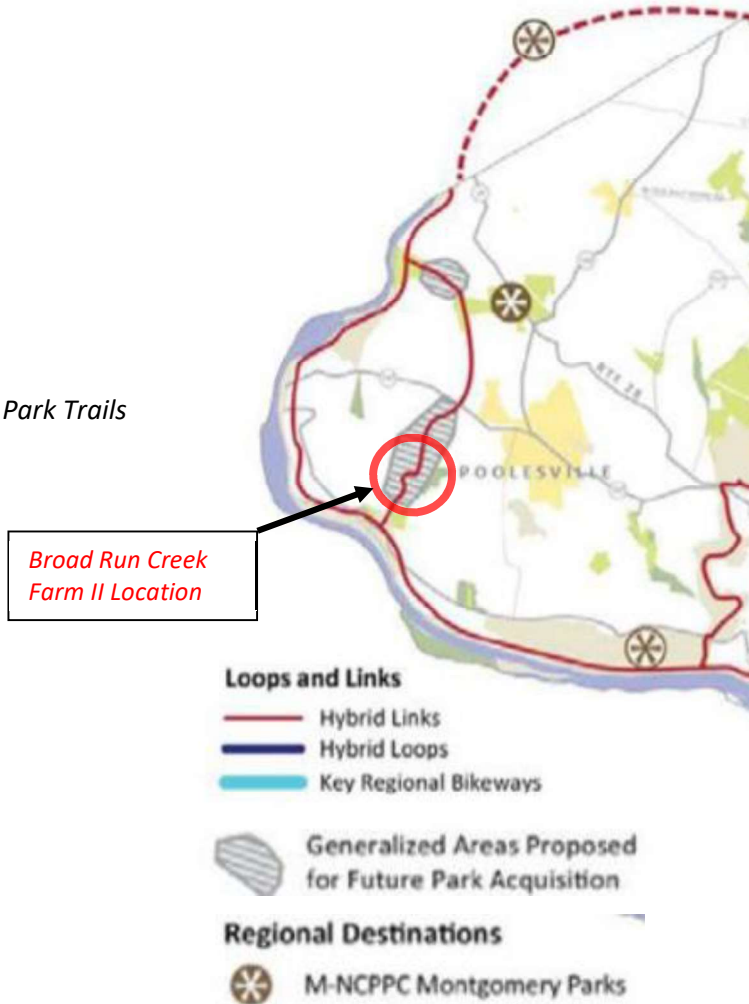 Park Trails
RTE 28
POOLESVILLE
Broad Run Creek
Farm II Location
Loops and Links
Hybrid Links
Hybrid Loops
Key Regional Bikeways
Generalized Areas Proposed
for Future Park Acquisition
Regional Destinations
M-NCPPC Montgomery Parks